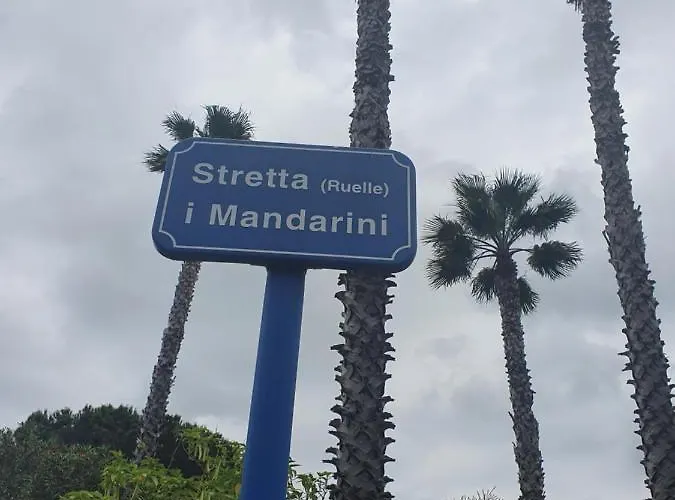 Stretta (Ruelle)
i Mandarini